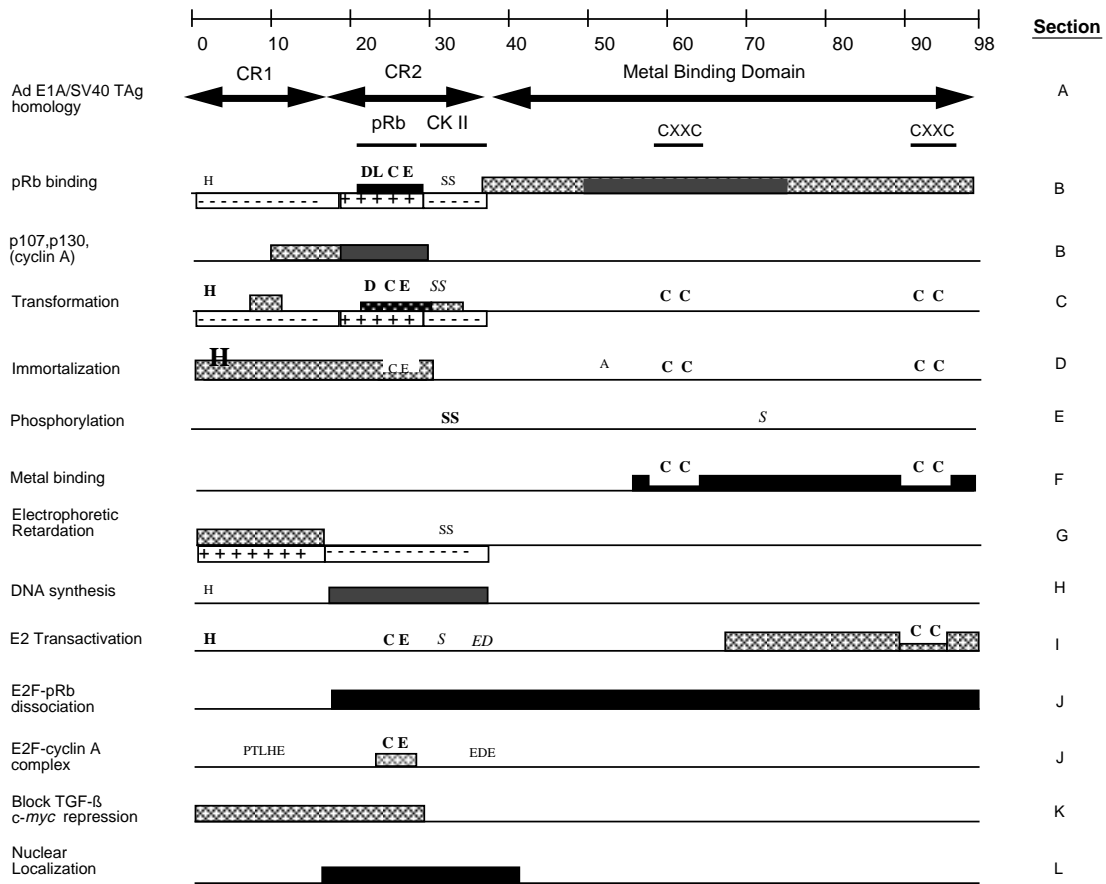 0 10 20 30 40 50 60 70 80 90 98
Section
CR1 CR2 Metal Binding Domain
Ad E1A/SV40 TAg
homology
A
pRb CK II CXXC CXXC
pRb binding
H DL C E SS
B
- - - - - - - - - - - - - + + + + + - - - - -
p107,p130,
(cyclin A)
B
Transformation
H D C E SS C C C C
C
- - - - - - - - - - - - - + + + + + - - - - -
Immortalization
H C E A C C C C
D
Phosphorylation
SS S
E
Metal binding
C C C C
F
Electrophoretic
Retardation
SS
G
+ + + + + + + - - - - - - - - - - - - - -
DNA synthesis
H
H
E2 Transactivation
H C E S ED C C
I
E2F-pRb
dissociation
J
E2F-cyclin A
complex
PTLHE C E EDE
J
Block TGF-ß
c-myc repression
K
Nuclear
Localization
L